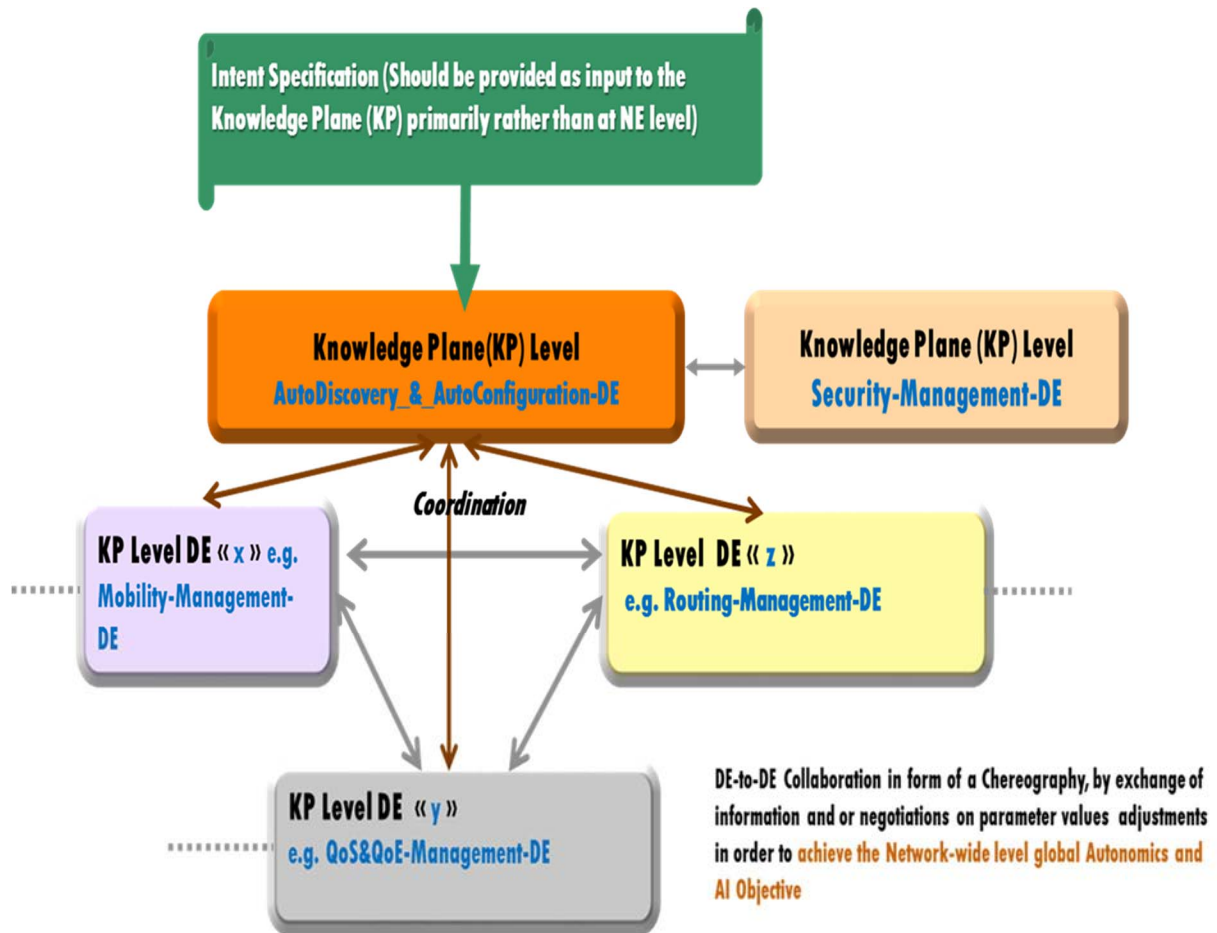 Intent Specification (Should be provided as input to the
Knowledge Plane (KP) primarily rather than at NE level)
Knowledge Plane(KP) Level
AutoDiscovery_&_AutoConfiguration-DE
Knowledge Plane (KP) Level
Security-Management-DE
Coordination
KP Level DE « x » e.g.
Mobility-Management-
DE
KP Level DE « z »
e.g. Routing-Management-DE
KP Level DE « y »
e.g. QoS&QoE-Management-DE
DE-to-DE Collaboration in form of a Chereography, by exchange of
information and or negotiations on parameter values adjustments
in order to achieve the Network-wide level global Autonomics and
AI Objective